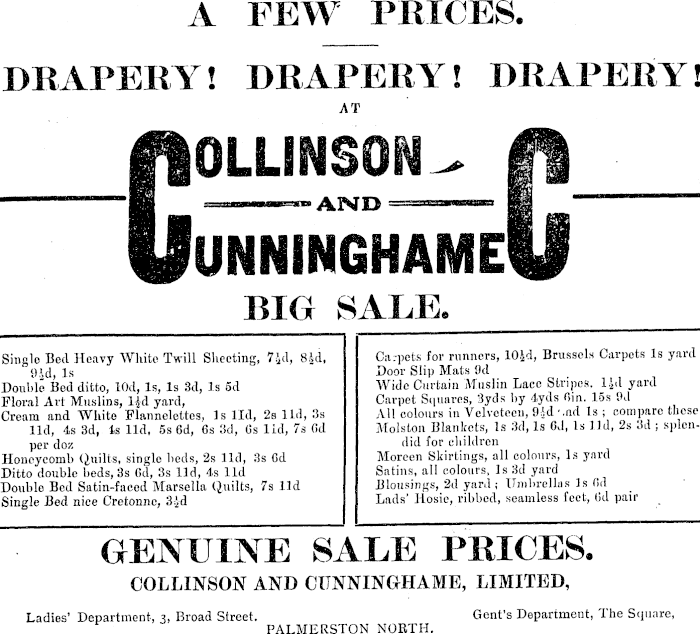 A FEW PRICES.
DRAPERY! DRAPERY! DRAPERY!
AT
COLLINSON
AND
CUNNINGHAME C
BIG SALE.
Single Bed Heavy White Twill Sheeting, 7½d, 8½d,
9½d, 1s
Double Bed ditto, 10d, 1s, 1s 3d, 1s 5d
Floral Art Muslins, 1½d yard,
Cream and White Flannelettes, 1s 11d, 2s 11d, 3s
11d, 4s 3d, 4s 11d, 5s 6d, 6s 3d, 6s 11d, 7s 6d
per doz
Honeycomb Quilts, single beds, 2s 11d, 3s 6d
Ditto double beds, 3s 6d, 3s 11d, 4s 11d
Double Bed Satin-faced Marsella Quilts, 7s 11d
Single Bed nice Cretonne, 3½d
Carpets for runners, 10½d, Brussels Carpets 1s yard
Door Slip Mats 9d
Wide Curtain Muslin Lace Stripes, 1½d yard
Carpet Squares, 3yds by 4yds 6in. 15s 9d
All colours in Velveteen, 9½d and 1s ; compare these
Molston Blankets, 1s 3d, 1s 6d, 1s 11d, 2s 3d ; splen-
did for children
Moreen Skirtings, all colours, 1s yard
Satins, all colours, 1s 3d yard
Blousings, 2d yard ; Umbrellas 1s 6d
Lads' Hosie, ribbed, seamless feet, 6d pair
GENUINE SALE PRICES.
COLLINSON AND CUNNINGHAME, LIMITED,
Ladies' Department, 3, Broad Street.
Gent's Department, The Square,
PALMERSTON NORTH.